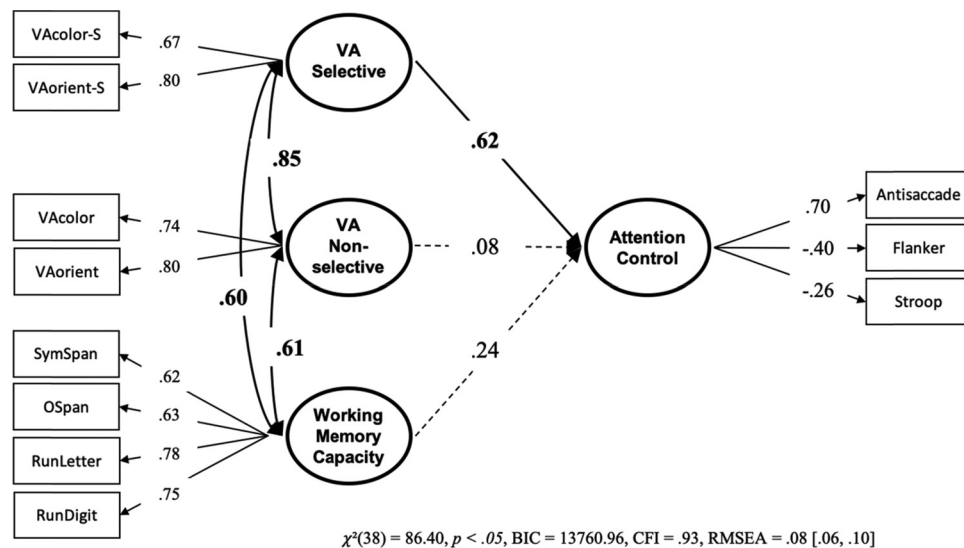 VAcolor-S
.67
VAorient-S
.80
VA
Selective
.85
.62
VAcolor
.74
VAorient
.80
VA
Non-
selective
.08
.60
.61
.24
Attention
Control
.70
Antisaccade
-.40
Flanker
-.26
Stroop
SymSpan
.62
OSpan
.63
RunLetter
.78
RunDigit
.75
Working
Memory
Capacity
χ²(38) = 86.40, p < .05, BIC = 13760.96, CFI = .93, RMSEA = .08 [.06, .10]